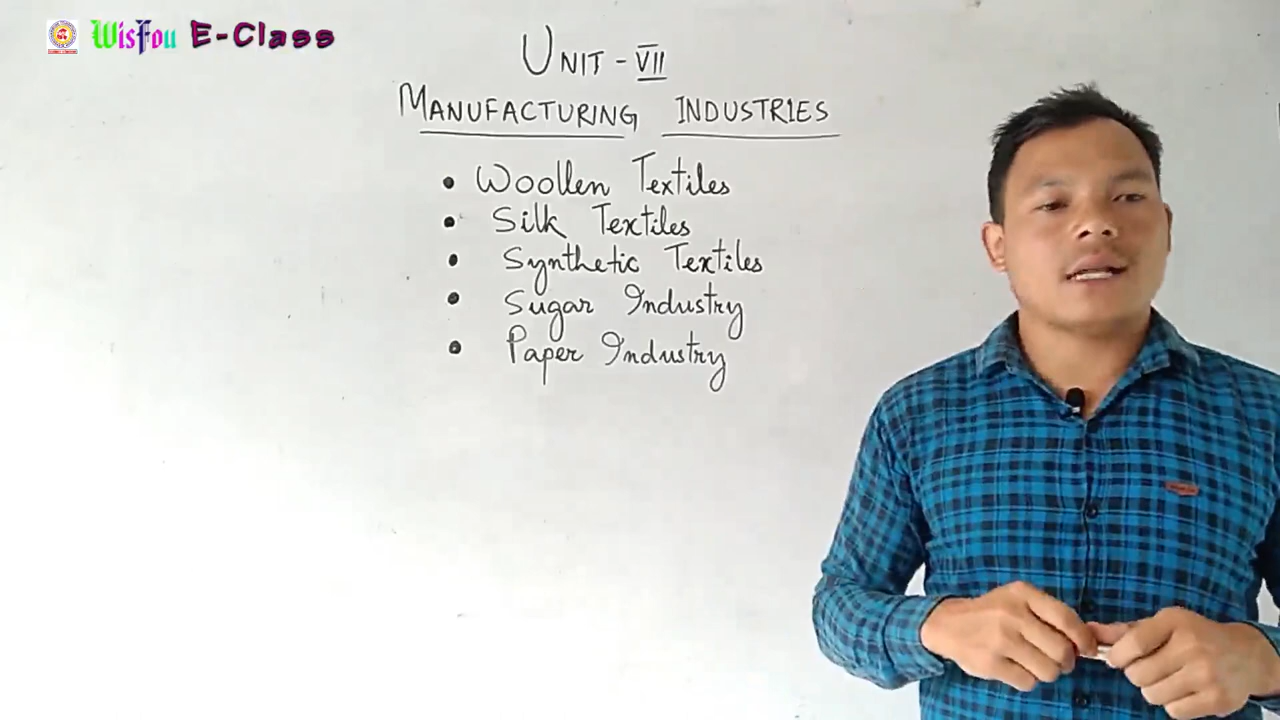 WisFou E-Class
UNIT - VII
MANUFACTURING INDUSTRIES
• Woollen Textiles
• Silk Textiles
• Synthetic Textiles
• Sugar Industry
• Paper Industry